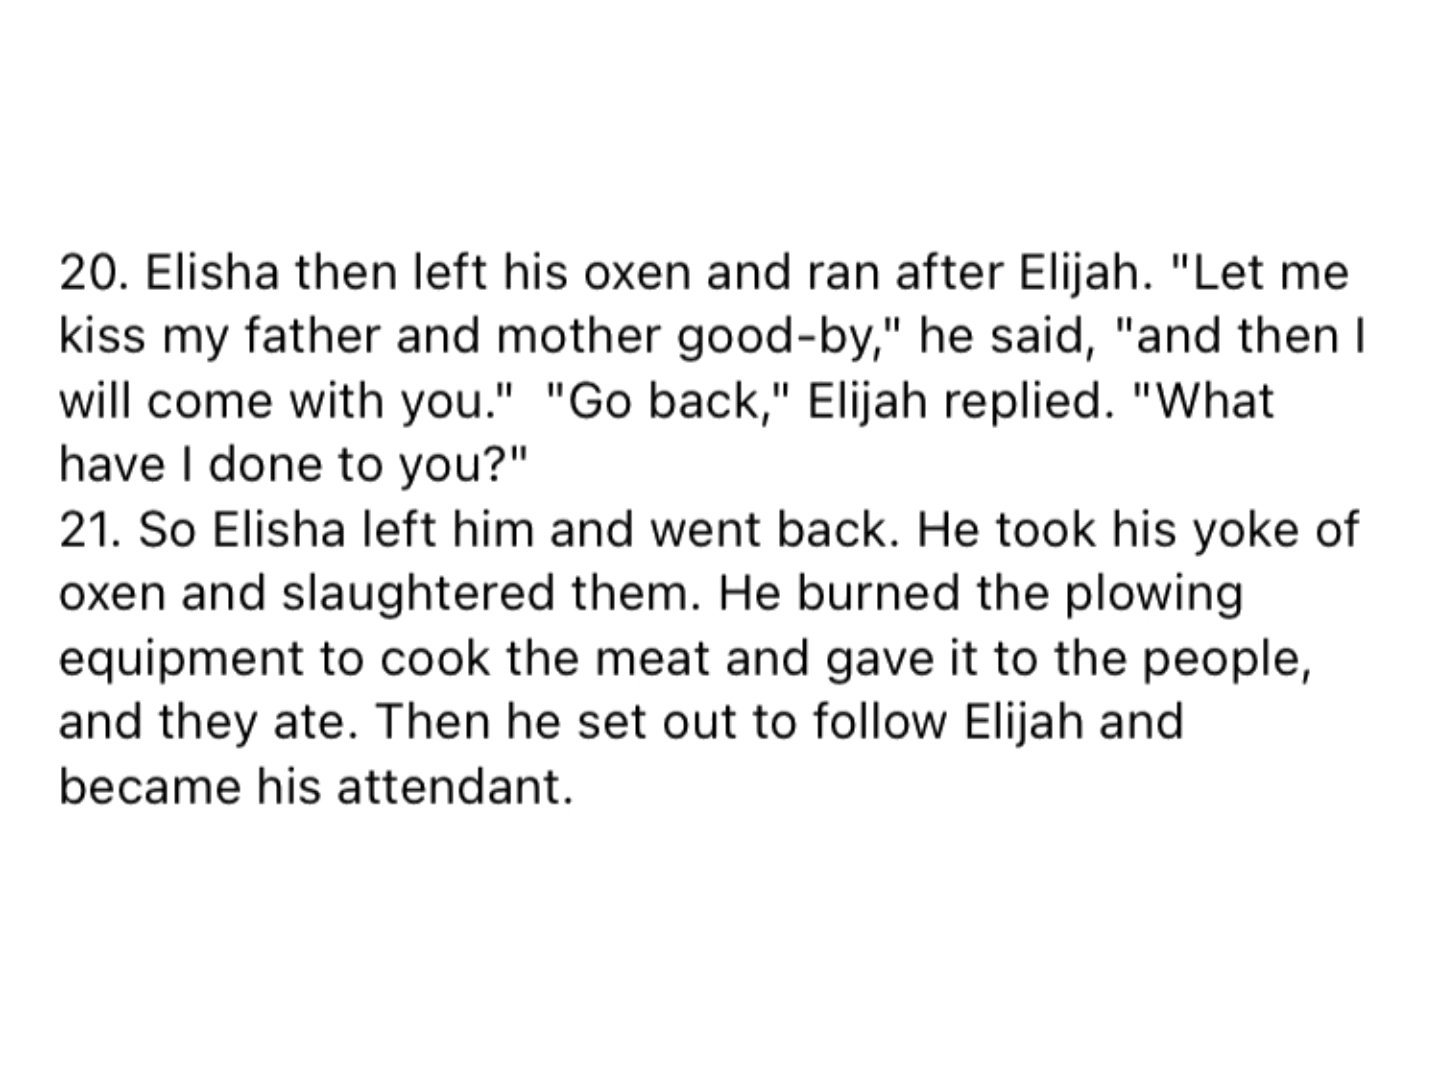 20. Elisha then left his oxen and ran after Elijah. "Let me
kiss my father and mother good-by," he said, "and then I
will come with you."  "Go back," Elijah replied. "What
have I done to you?"
21. So Elisha left him and went back. He took his yoke of
oxen and slaughtered them. He burned the plowing
equipment to cook the meat and gave it to the people,
and they ate. Then he set out to follow Elijah and
became his attendant.